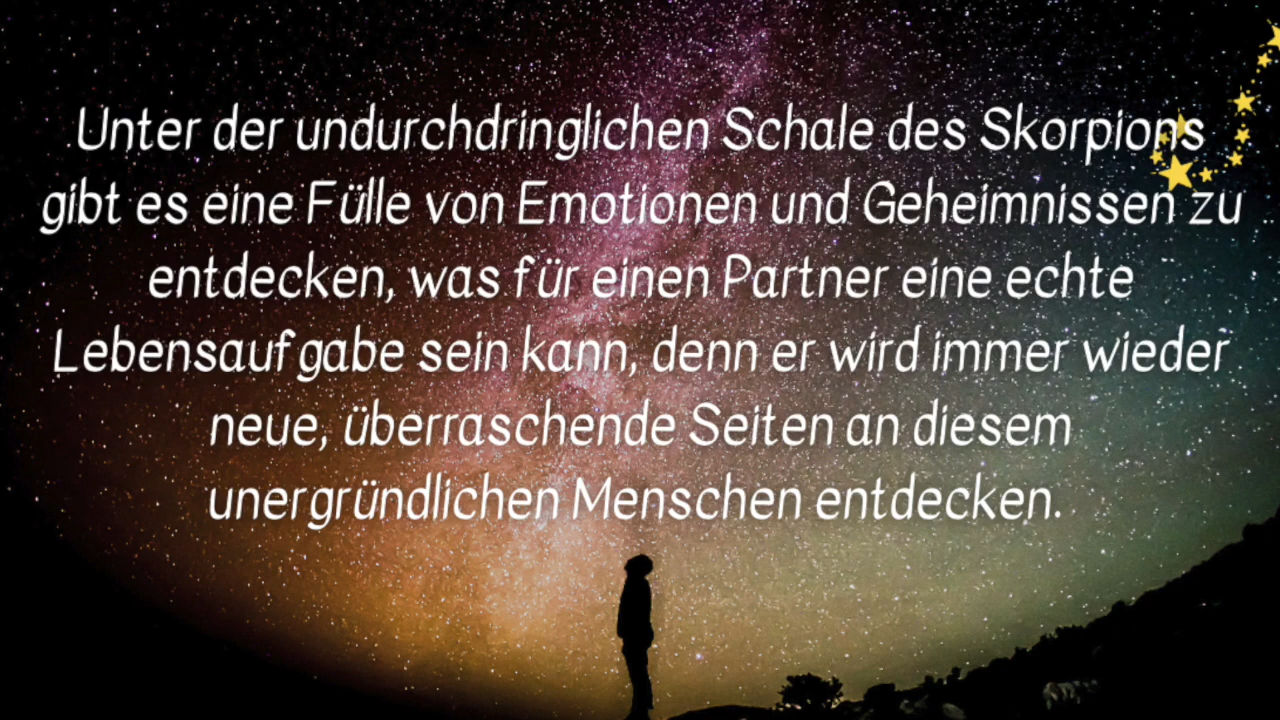 Unter der undurchdringlichen Schale des Skorpions
gibt es eine Fülle von Emotionen und Geheimnissen zu
entdecken, was für einen Partner eine echte
Lebensaufgabe sein kann, denn er wird immer wieder
neue, überraschende Seiten an diesem
unergründlichen Menschen entdecken.